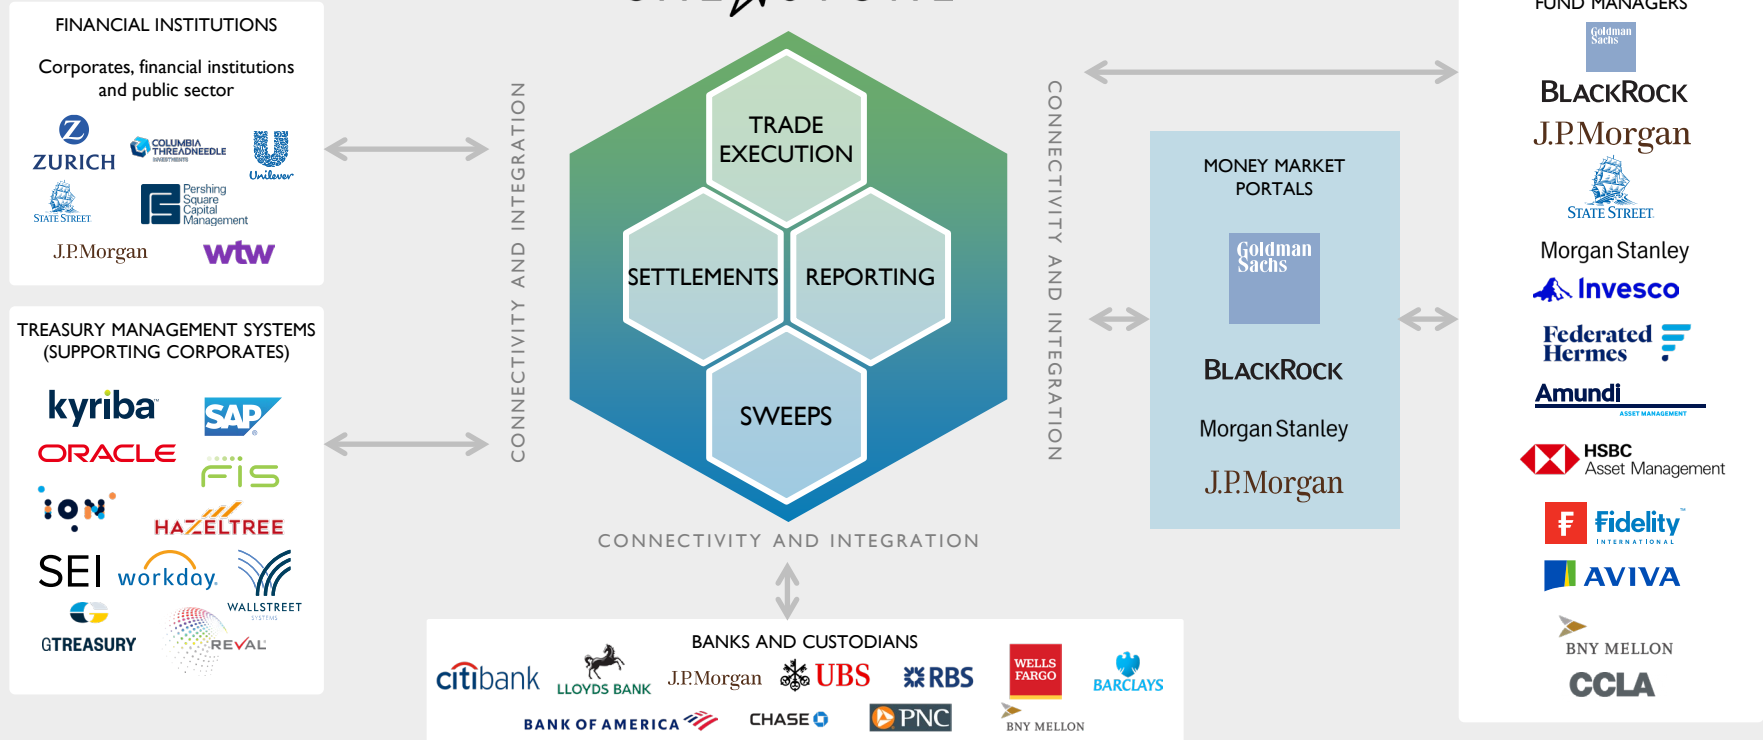 FINANCIAL INSTITUTIONS
Corporates, financial institutions
and public sector
Z
ZURICH
COLUMBIA
THREADNEEDLE
INVESTMENTS
Unilever
STATE STREET
Pershing
Square
Capital
Management
J.P.Morgan
wtw
TREASURY MANAGEMENT SYSTEMS
(SUPPORTING CORPORATES)
kyriba
SAP
ORACLE
FIS
ION
HAZELTREE
SEI
workday.
WALLSTREET
SYSTEMS
GTREASURY
REVAL
CONNECTIVITY AND INTEGRATION
TRADE
EXECUTION
SETTLEMENTS
REPORTING
SWEEPS
CONNECTIVITY AND INTEGRATION
CONNECTIVITY AND INTEGRATION
BANKS AND CUSTODIANS
citibank
LLOYDS BANK
J.P.Morgan
UBS
RBS
WELLS
FARGO
BARCLAYS
BANK OF AMERICA
CHASE
PNC
BNY MELLON
MONEY MARKET
PORTALS
Goldman
Sachs
BLACKROCK
Morgan Stanley
J.P.Morgan
FUND MANAGERS
Goldman
Sachs
BLACKROCK
J.P.Morgan
STATE STREET
Morgan Stanley
Invesco
Federated
Hermes
Amundi
ASSET MANAGEMENT
HSBC
Asset Management
Fidelity
INTERNATIONAL
AVIVA
BNY MELLON
CCLA